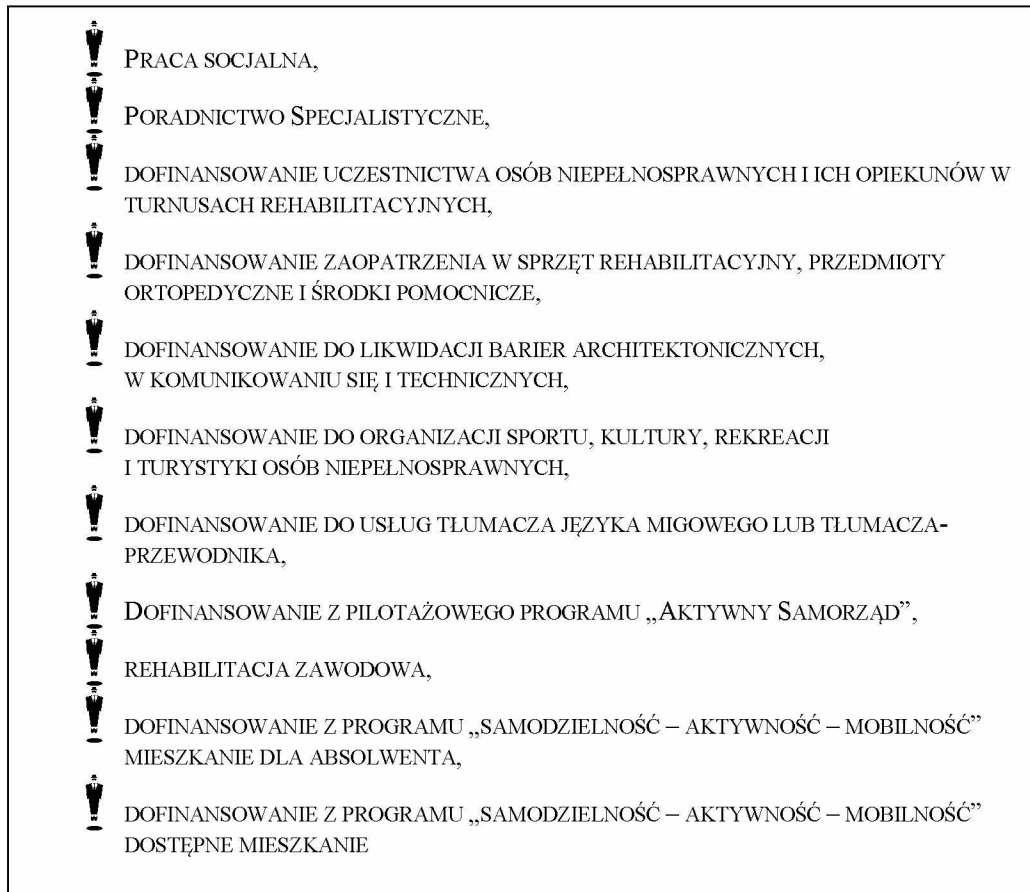 PRACA SOCJALNA,
PORADNICTWO SPECJALISTYCZNE,
DOFINANSOWANIE UCZESTNICTWA OSÓB NIEPEŁNOSPRAWNYCH I ICH OPIEKUNÓW W
TURNUSACH REHABILITACYJNYCH,
DOFINANSOWANIE ZAOPATRZENIA W SPRZĘT REHABILITACYJNY, PRZEDMIOTY
ORTOPEDYCZNE I ŚRODKI POMOCNICZE,
DOFINANSOWANIE DO LIKWIDACJI BARIER ARCHITEKTONICZNYCH,
W KOMUNIKOWANIU SIĘ I TECHNICZNYCH,
DOFINANSOWANIE DO ORGANIZACJI SPORTU, KULTURY, REKREACJI
I TURYSTYKI OSÓB NIEPEŁNOSPRAWNYCH,
DOFINANSOWANIE DO USŁUG TŁUMACZA JĘZYKA MIGOWEGO LUB TŁUMACZA-
PRZEWODNIKA,
DOFINANSOWANIE Z PILOTAŻOWEGO PROGRAMU „AKTYWNY SAMORZĄD”,
REHABILITACJA ZAWODOWA,
DOFINANSOWANIE Z PROGRAMU „SAMODZIELNOŚĆ – AKTYWNOŚĆ – MOBILNOŚĆ”
MIESZKANIE DLA ABSOLWENTA,
DOFINANSOWANIE Z PROGRAMU „SAMODZIELNOŚĆ – AKTYWNOŚĆ – MOBILNOŚĆ”
DOSTĘPNE MIESZKANIE